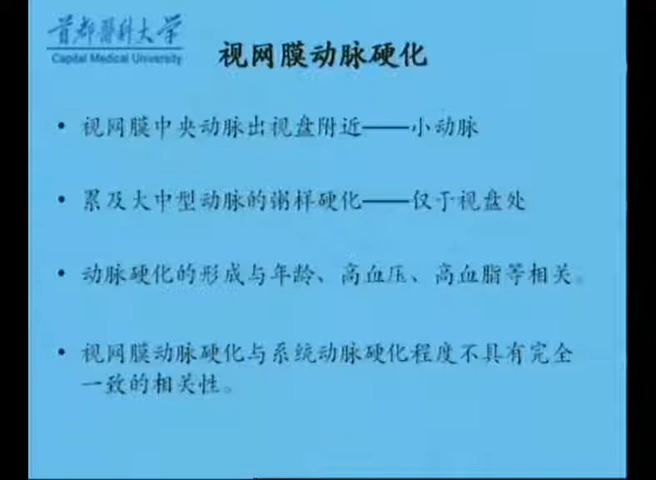 首都医科大学
Capital Medical University
视网膜动脉硬化
• 视网膜中央动脉出视盘附近——小动脉
• 累及大中型动脉的粥样硬化——仅于视盘处
• 动脉硬化的形成与年龄、高血压、高血脂等相关。
• 视网膜动脉硬化与系统动脉硬化程度不具有完全
一致的相关性。